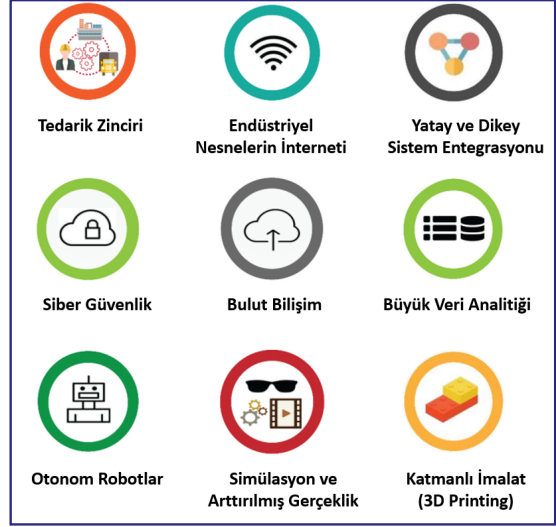 Tedarik Zinciri
Endüstriyel
Nesnelerin İnterneti
Yatay ve Dikey
Sistem Entegrasyonu
Siber Güvenlik
Bulut Bilişim
Büyük Veri Analitiği
Otonom Robotlar
Simülasyon ve
Arttırılmış Gerçeklik
Katmanlı İmalat
(3D Printing)